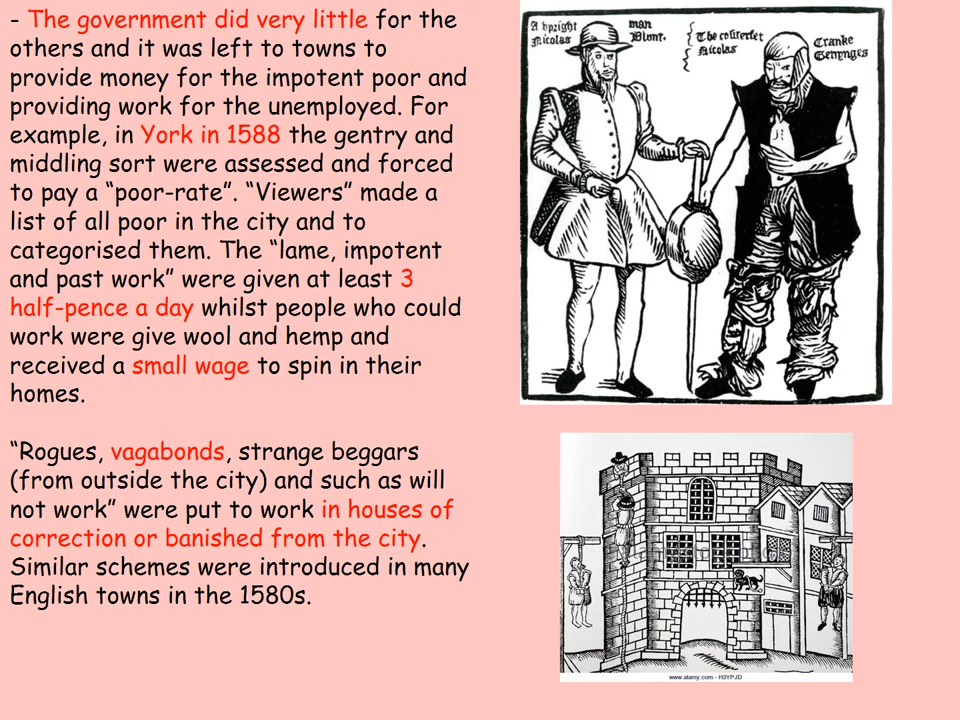 - The government did very little for the
others and it was left to towns to
provide money for the impotent poor and
providing work for the unemployed. For
example, in York in 1588 the gentry and
middling sort were assessed and forced
to pay a “poor-rate”. “Viewers” made a
list of all poor in the city and to
categorised them. The “lame, impotent
and past work” were given at least 3
half-pence a day whilst people who could
work were give wool and hemp and
received a small wage to spin in their
homes.
“Rogues, vagabonds, strange beggars
(from outside the city) and such as will
not work” were put to work in houses of
correction or banished from the city.
Similar schemes were introduced in many
English towns in the 1580s.
A vpright man
Nicolas Blunt.
The coūterfet
Nicolas
Cranke
Genynges
www.alamy.com - H3YPJD